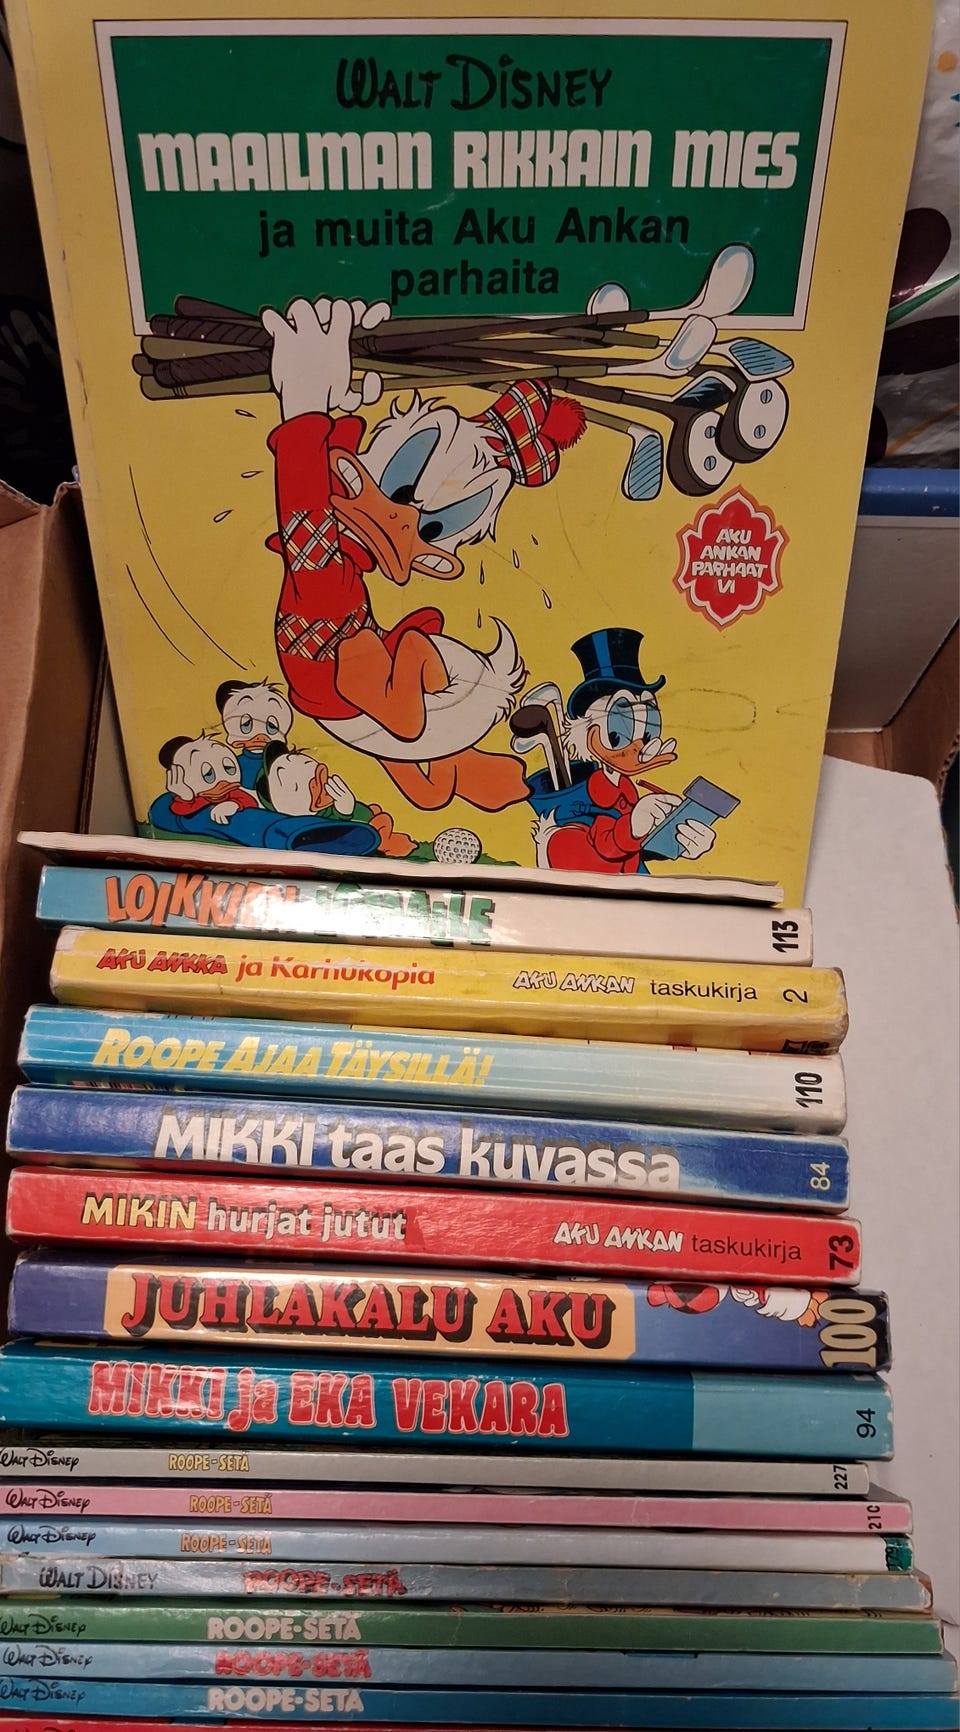 WALT DISNEY
MAAILMAN RIKKAIN MIES
ja muita Aku Ankan
parhaita
AKU
ANKAN
PARHAAT
VI
LOIKKIEN LOMALLE 113
AKU ANKKA ja Karhukopla AKU ANKAN taskukirja 2
ROOPE AJAA TÄYSILLÄ! 110
MIKKI taas kuvassa 84
MIKIN hurjat jutut AKU ANKAN taskukirja 73
JUHLAKALU AKU 100
MIKKI ja EKA VEKARA 94
WALT DISNEY ROOPE-SETÄ 227
WALT DISNEY ROOPE-SETÄ 210
WALT DISNEY ROOPE-SETÄ
WALT DISNEY ROOPE-SETÄ
WALT DISNEY ROOPE-SETÄ
WALT DISNEY ROOPE-SETÄ
WALT DISNEY ROOPE-SETÄ